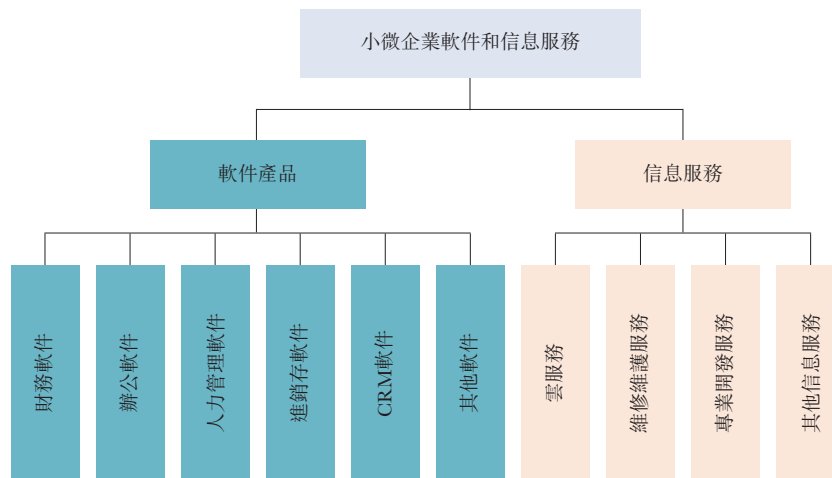 小微企業軟件和信息服務
軟件產品
信息服務
財務軟件
辦公軟件
人力管理軟件
進銷存軟件
CRM軟件
其他軟件
雲服務
維修維護服務
專業開發服務
其他信息服務